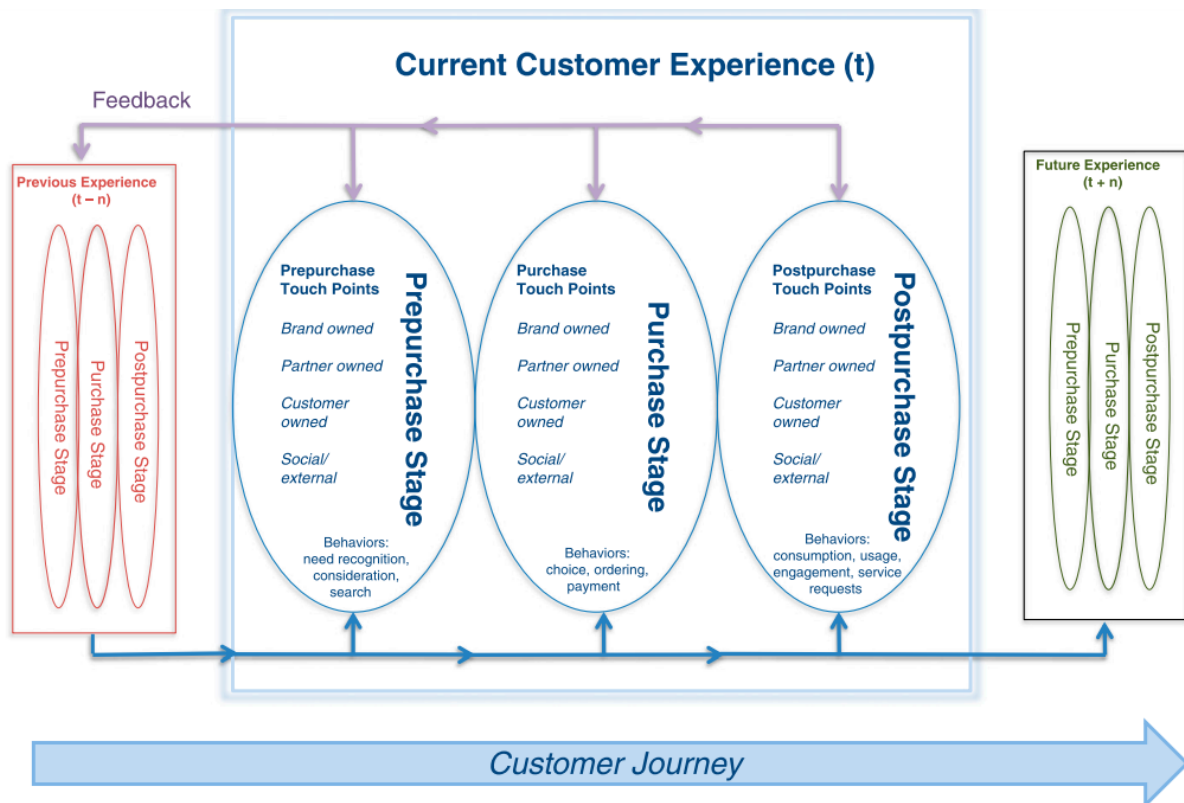 Current Customer Experience (t)
Feedback
Previous Experience
(t – n)
Prepurchase Stage
Purchase Stage
Postpurchase Stage
Prepurchase
Touch Points
Brand owned
Partner owned
Customer
owned
Social/
external
Prepurchase Stage
Behaviors:
need recognition,
consideration,
search
Purchase
Touch Points
Brand owned
Partner owned
Customer
owned
Social/
external
Purchase Stage
Behaviors:
choice, ordering,
payment
Postpurchase
Touch Points
Brand owned
Partner owned
Customer
owned
Social/
external
Postpurchase Stage
Behaviors:
consumption, usage,
engagement, service
requests
Future Experience
(t + n)
Prepurchase Stage
Purchase Stage
Postpurchase Stage
Customer Journey